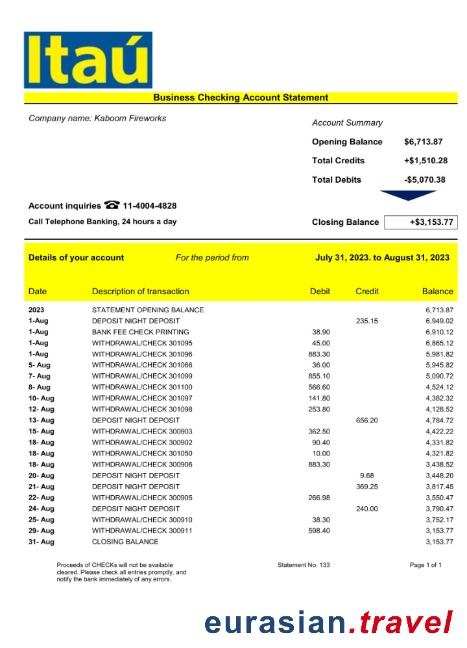 Itaú
Business Checking Account Statement
Company name: Kaboom Fireworks
Account Summary
Opening Balance $6,713.87
Total Credits +$1,510.28
Total Debits -$5,070.38
Account inquiries ☎ 11-4004-4828
Call Telephone Banking, 24 hours a day
Closing Balance +$3,153.77
Details of your account For the period from July 31, 2023. to August 31, 2023
Date Description of transaction Debit Credit Balance
2023 STATEMENT OPENING BALANCE 6,713.87
1-Aug DEPOSIT NIGHT DEPOSIT 235.15 6,949.02
1-Aug BANK FEE CHECK PRINTING 38.90 6,910.12
1-Aug WITHDRAWAL/CHECK 301095 45.00 6,865.12
1-Aug WITHDRAWAL/CHECK 301096 883.30 5,981.82
5- Aug WITHDRAWAL/CHECK 301066 36.00 5,945.82
7- Aug WITHDRAWAL/CHECK 301099 855.10 5,090.72
8- Aug WITHDRAWAL/CHECK 301100 566.60 4,524.12
10- Aug WITHDRAWAL/CHECK 301097 141.80 4,382.32
12- Aug WITHDRAWAL/CHECK 301098 253.80 4,128.52
13- Aug DEPOSIT NIGHT DEPOSIT 656.20 4,784.72
15- Aug WITHDRAWAL/CHECK 300903 362.50 4,422.22
18- Aug WITHDRAWAL/CHECK 300902 90.40 4,331.82
18- Aug WITHDRAWAL/CHECK 301050 10.00 4,321.82
18- Aug WITHDRAWAL/CHECK 300906 883.30 3,438.52
20- Aug DEPOSIT NIGHT DEPOSIT 9.68 3,448.20
21- Aug DEPOSIT NIGHT DEPOSIT 369.25 3,817.45
22- Aug WITHDRAWAL/CHECK 300905 266.98 3,550.47
24- Aug DEPOSIT NIGHT DEPOSIT 240.00 3,790.47
25- Aug WITHDRAWAL/CHECK 300910 38.30 3,752.17
29- Aug WITHDRAWAL/CHECK 300911 598.40 3,153.77
31- Aug CLOSING BALANCE 3,153.77
Proceeds of CHECKs will not be available
cleared. Please check all entries promptly, and
notify the bank immediately of any errors.
Statement No. 133
Page 1 of 1
eurasian.travel